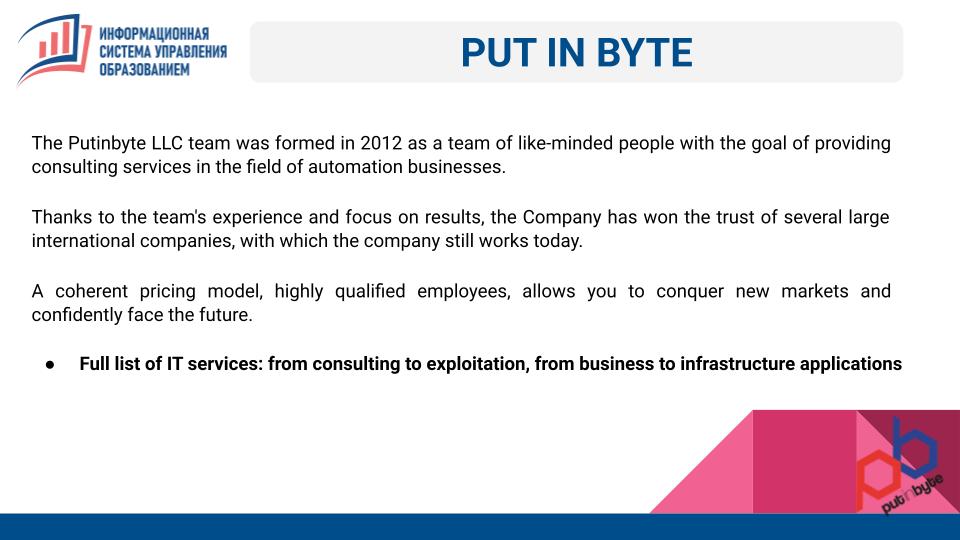 ИНФОРМАЦИОННАЯ
СИСТЕМА УПРАВЛЕНИЯ
ОБРАЗОВАНИЕМ
PUT IN BYTE
The Putinbyte LLC team was formed in 2012 as a team of like-minded people with the goal of providing
consulting services in the field of automation businesses.
Thanks to the team's experience and focus on results, the Company has won the trust of several large
international companies, with which the company still works today.
A coherent pricing model, highly qualified employees, allows you to conquer new markets and
confidently face the future.
● Full list of IT services: from consulting to exploitation, from business to infrastructure applications
putinbyte